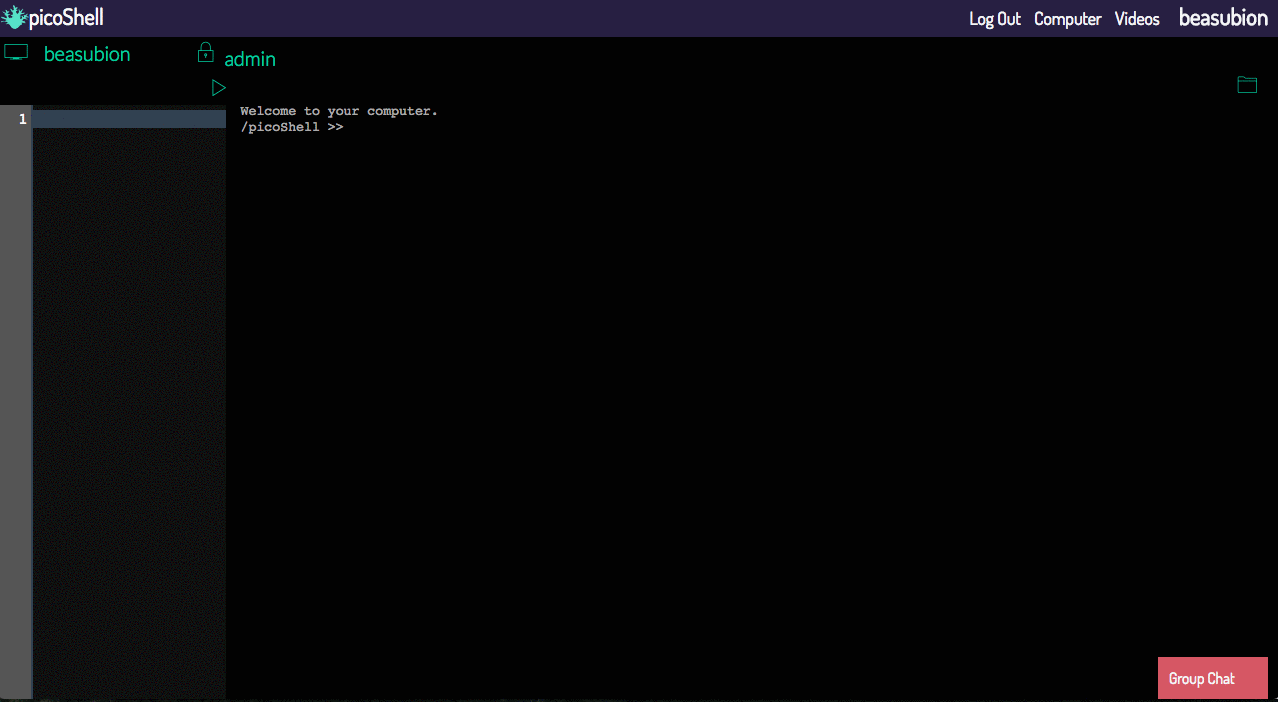 picoShell
Log Out Computer Videos beasubion
beasubion admin
1
Welcome to your computer.
/picoShell >>
Group Chat